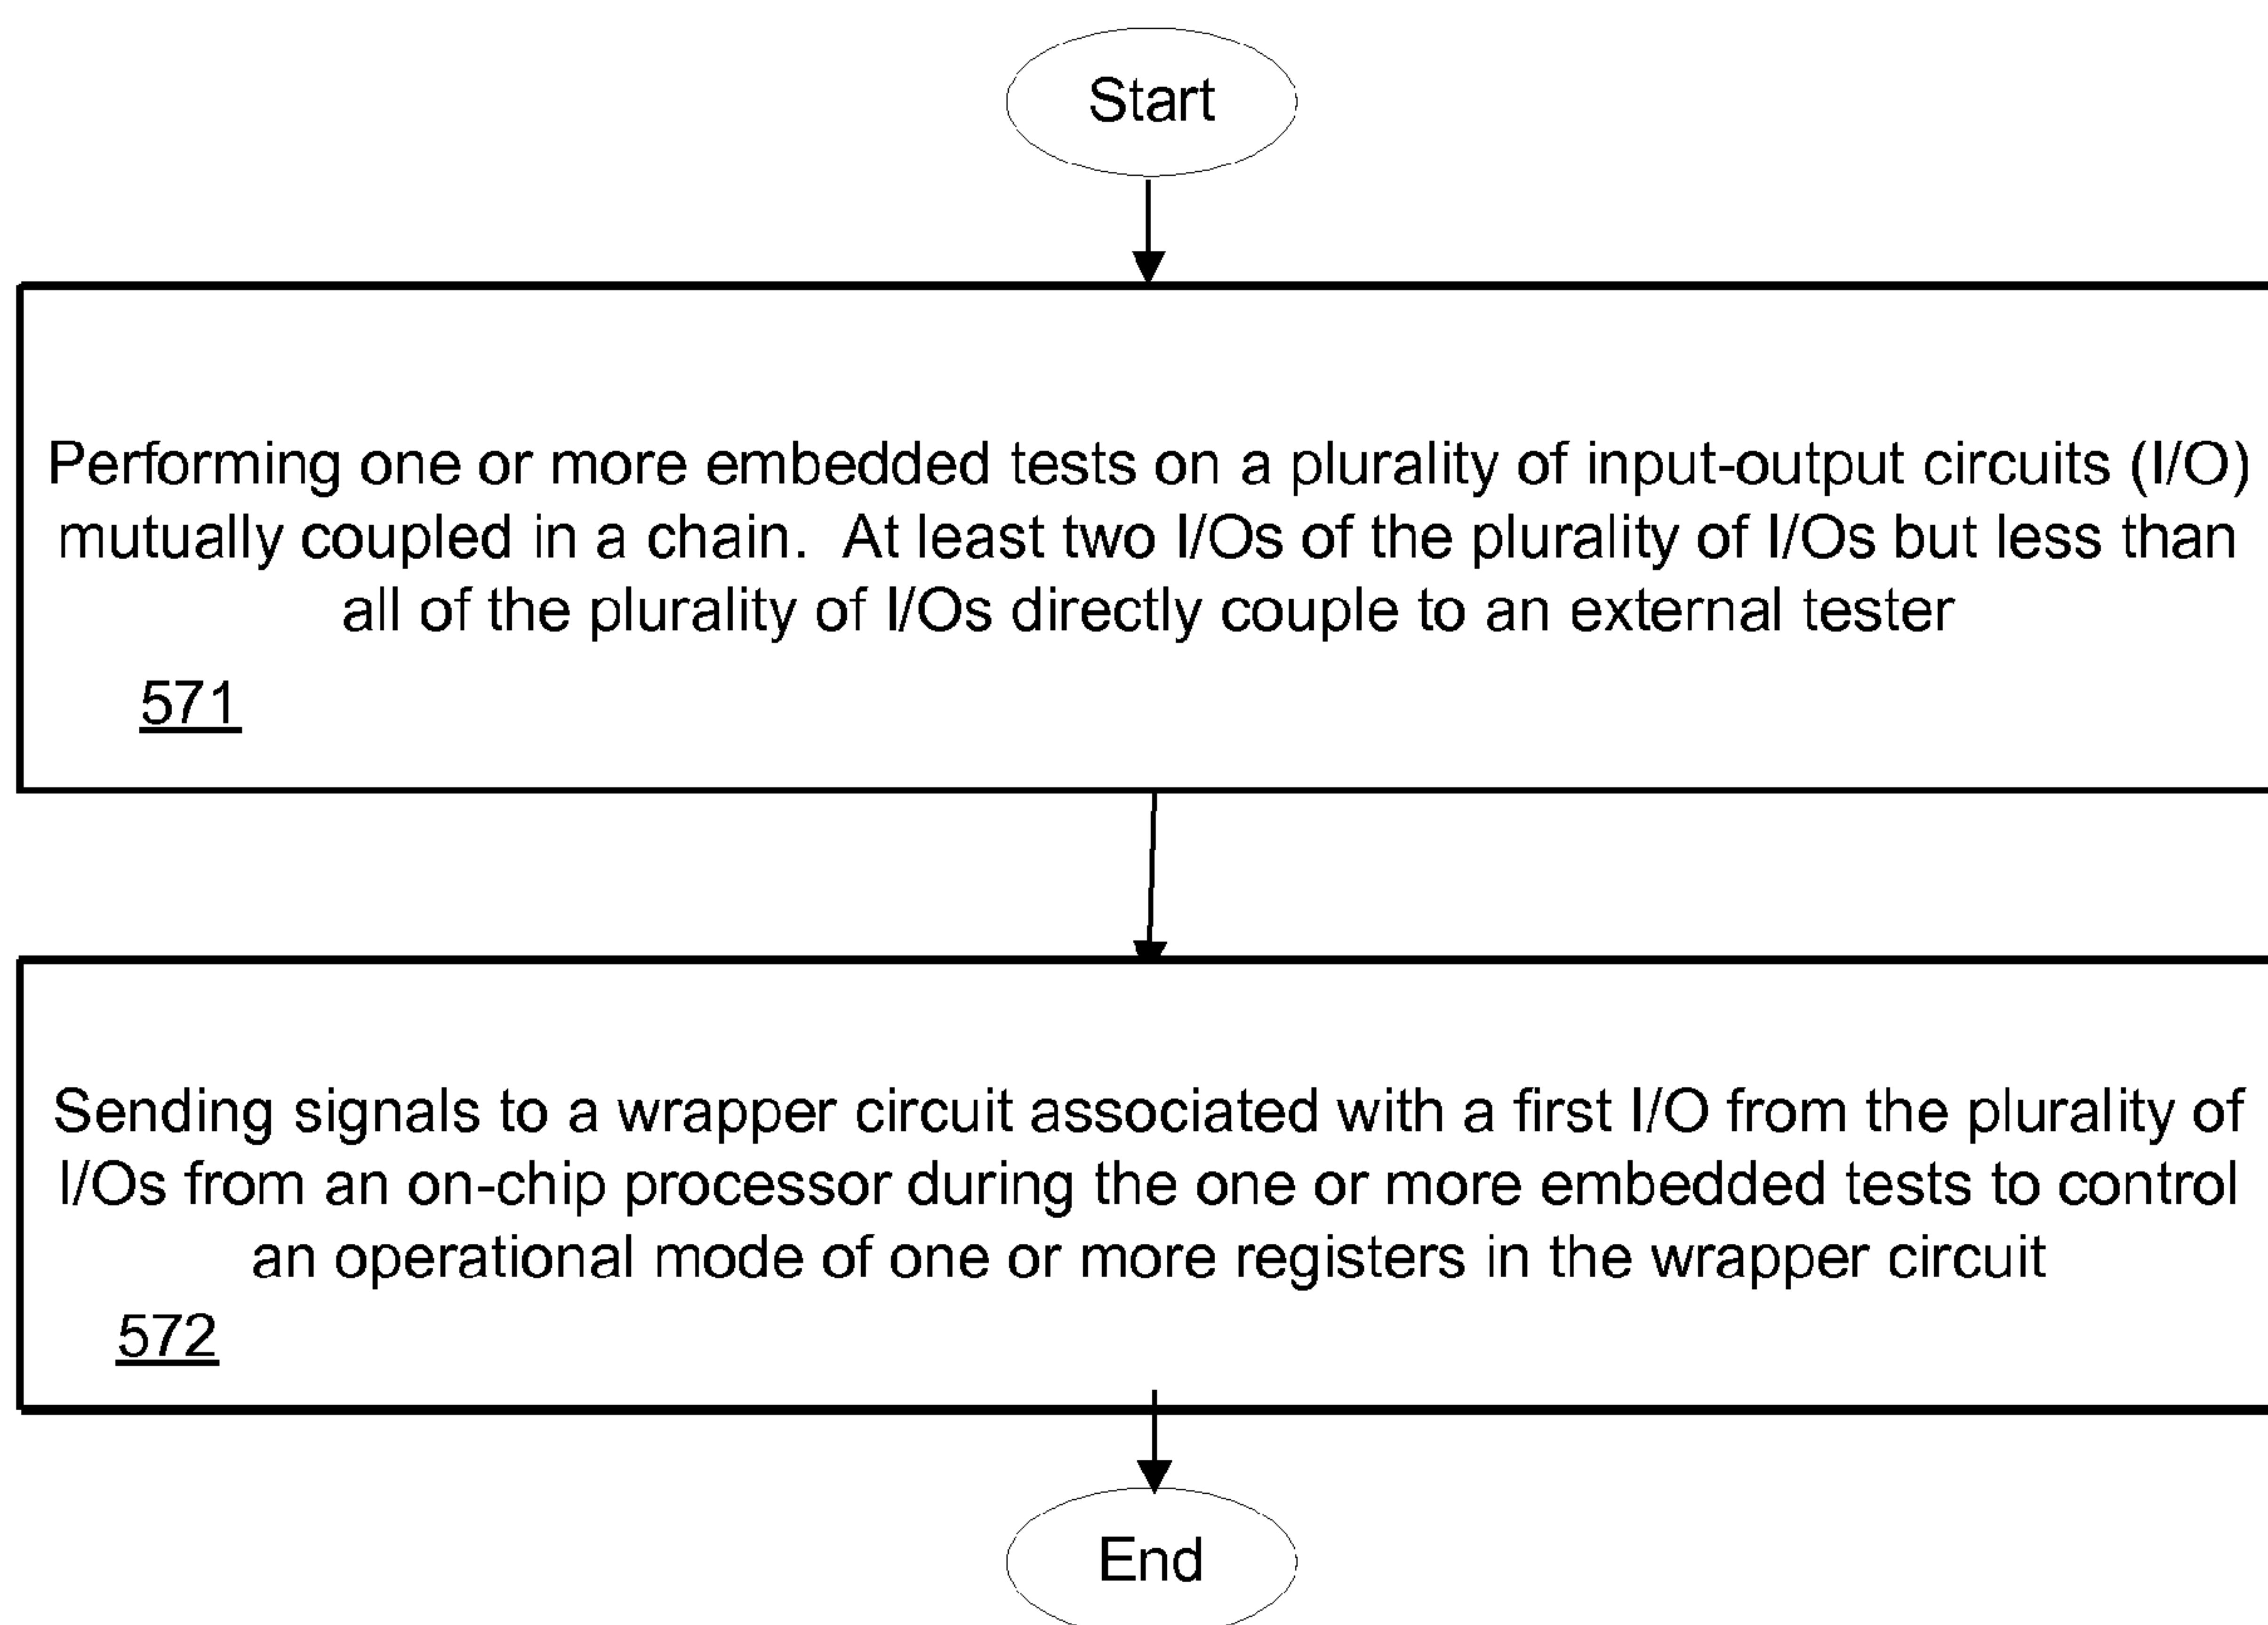 Start
Performing one or more embedded tests on a plurality of input-output circuits (I/O)
mutually coupled in a chain.  At least two I/Os of the plurality of I/Os but less than
all of the plurality of I/Os directly couple to an external tester
571
Sending signals to a wrapper circuit associated with a first I/O from the plurality of
I/Os from an on-chip processor during the one or more embedded tests to control
an operational mode of one or more registers in the wrapper circuit
572
End